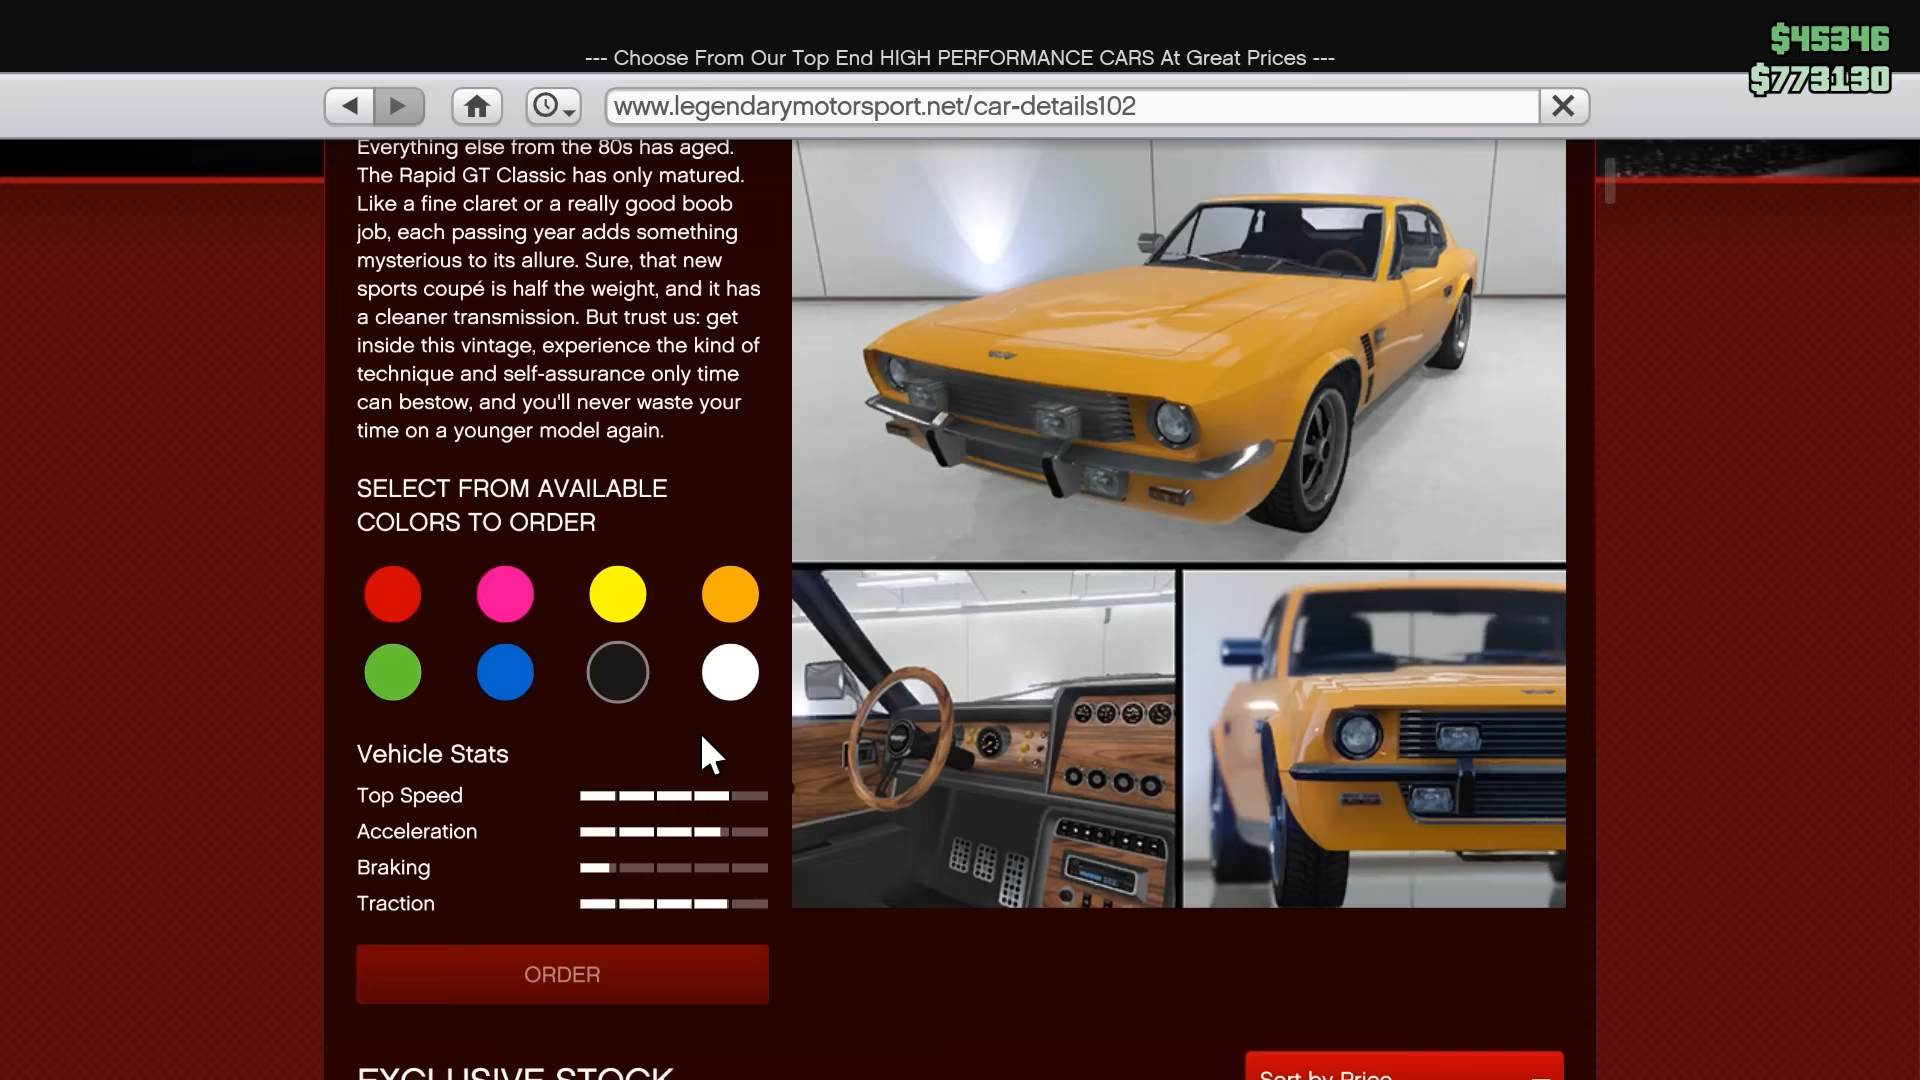 $45346
--- Choose From Our Top End HIGH PERFORMANCE CARS At Great Prices ---
$773130
www.legendarymotorsport.net/car-details102
Everything else from the 80s has aged.
The Rapid GT Classic has only matured.
Like a fine claret or a really good boob
job, each passing year adds something
mysterious to its allure. Sure, that new
sports coupé is half the weight, and it has
a cleaner transmission. But trust us: get
inside this vintage, experience the kind of
technique and self-assurance only time
can bestow, and you'll never waste your
time on a younger model again.
SELECT FROM AVAILABLE
COLORS TO ORDER
Vehicle Stats
Top Speed
Acceleration
Braking
Traction
ORDER
EXCLUSIVE STOCK
Sort by Price